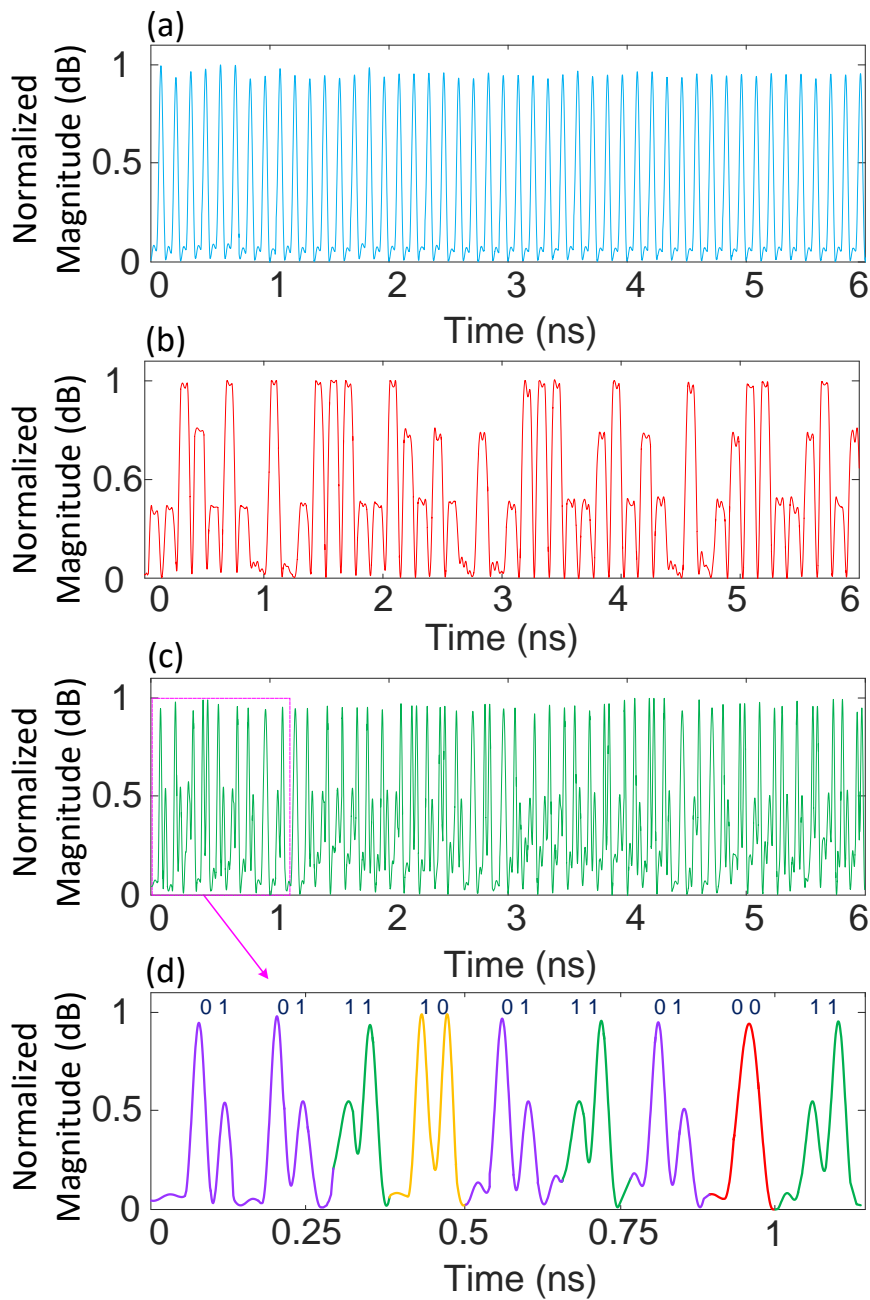 (a)
Normalized
Magnitude (dB)
1
0.5
0
0 1 2 3 4 5 6
Time (ns)
(b)
Normalized
Magnitude (dB)
1
0.6
0
0 1 2 3 4 5 6
Time (ns)
(c)
Normalized
Magnitude (dB)
1
0.5
0
0 1 2 3 4 5 6
Time (ns)
(d)
Normalized
Magnitude (dB)
0 1 0 1 1 1 1 0 0 1 1 1 0 1 0 0 1 1
1
0.5
0
0 0.25 0.5 0.75 1
Time (ns)